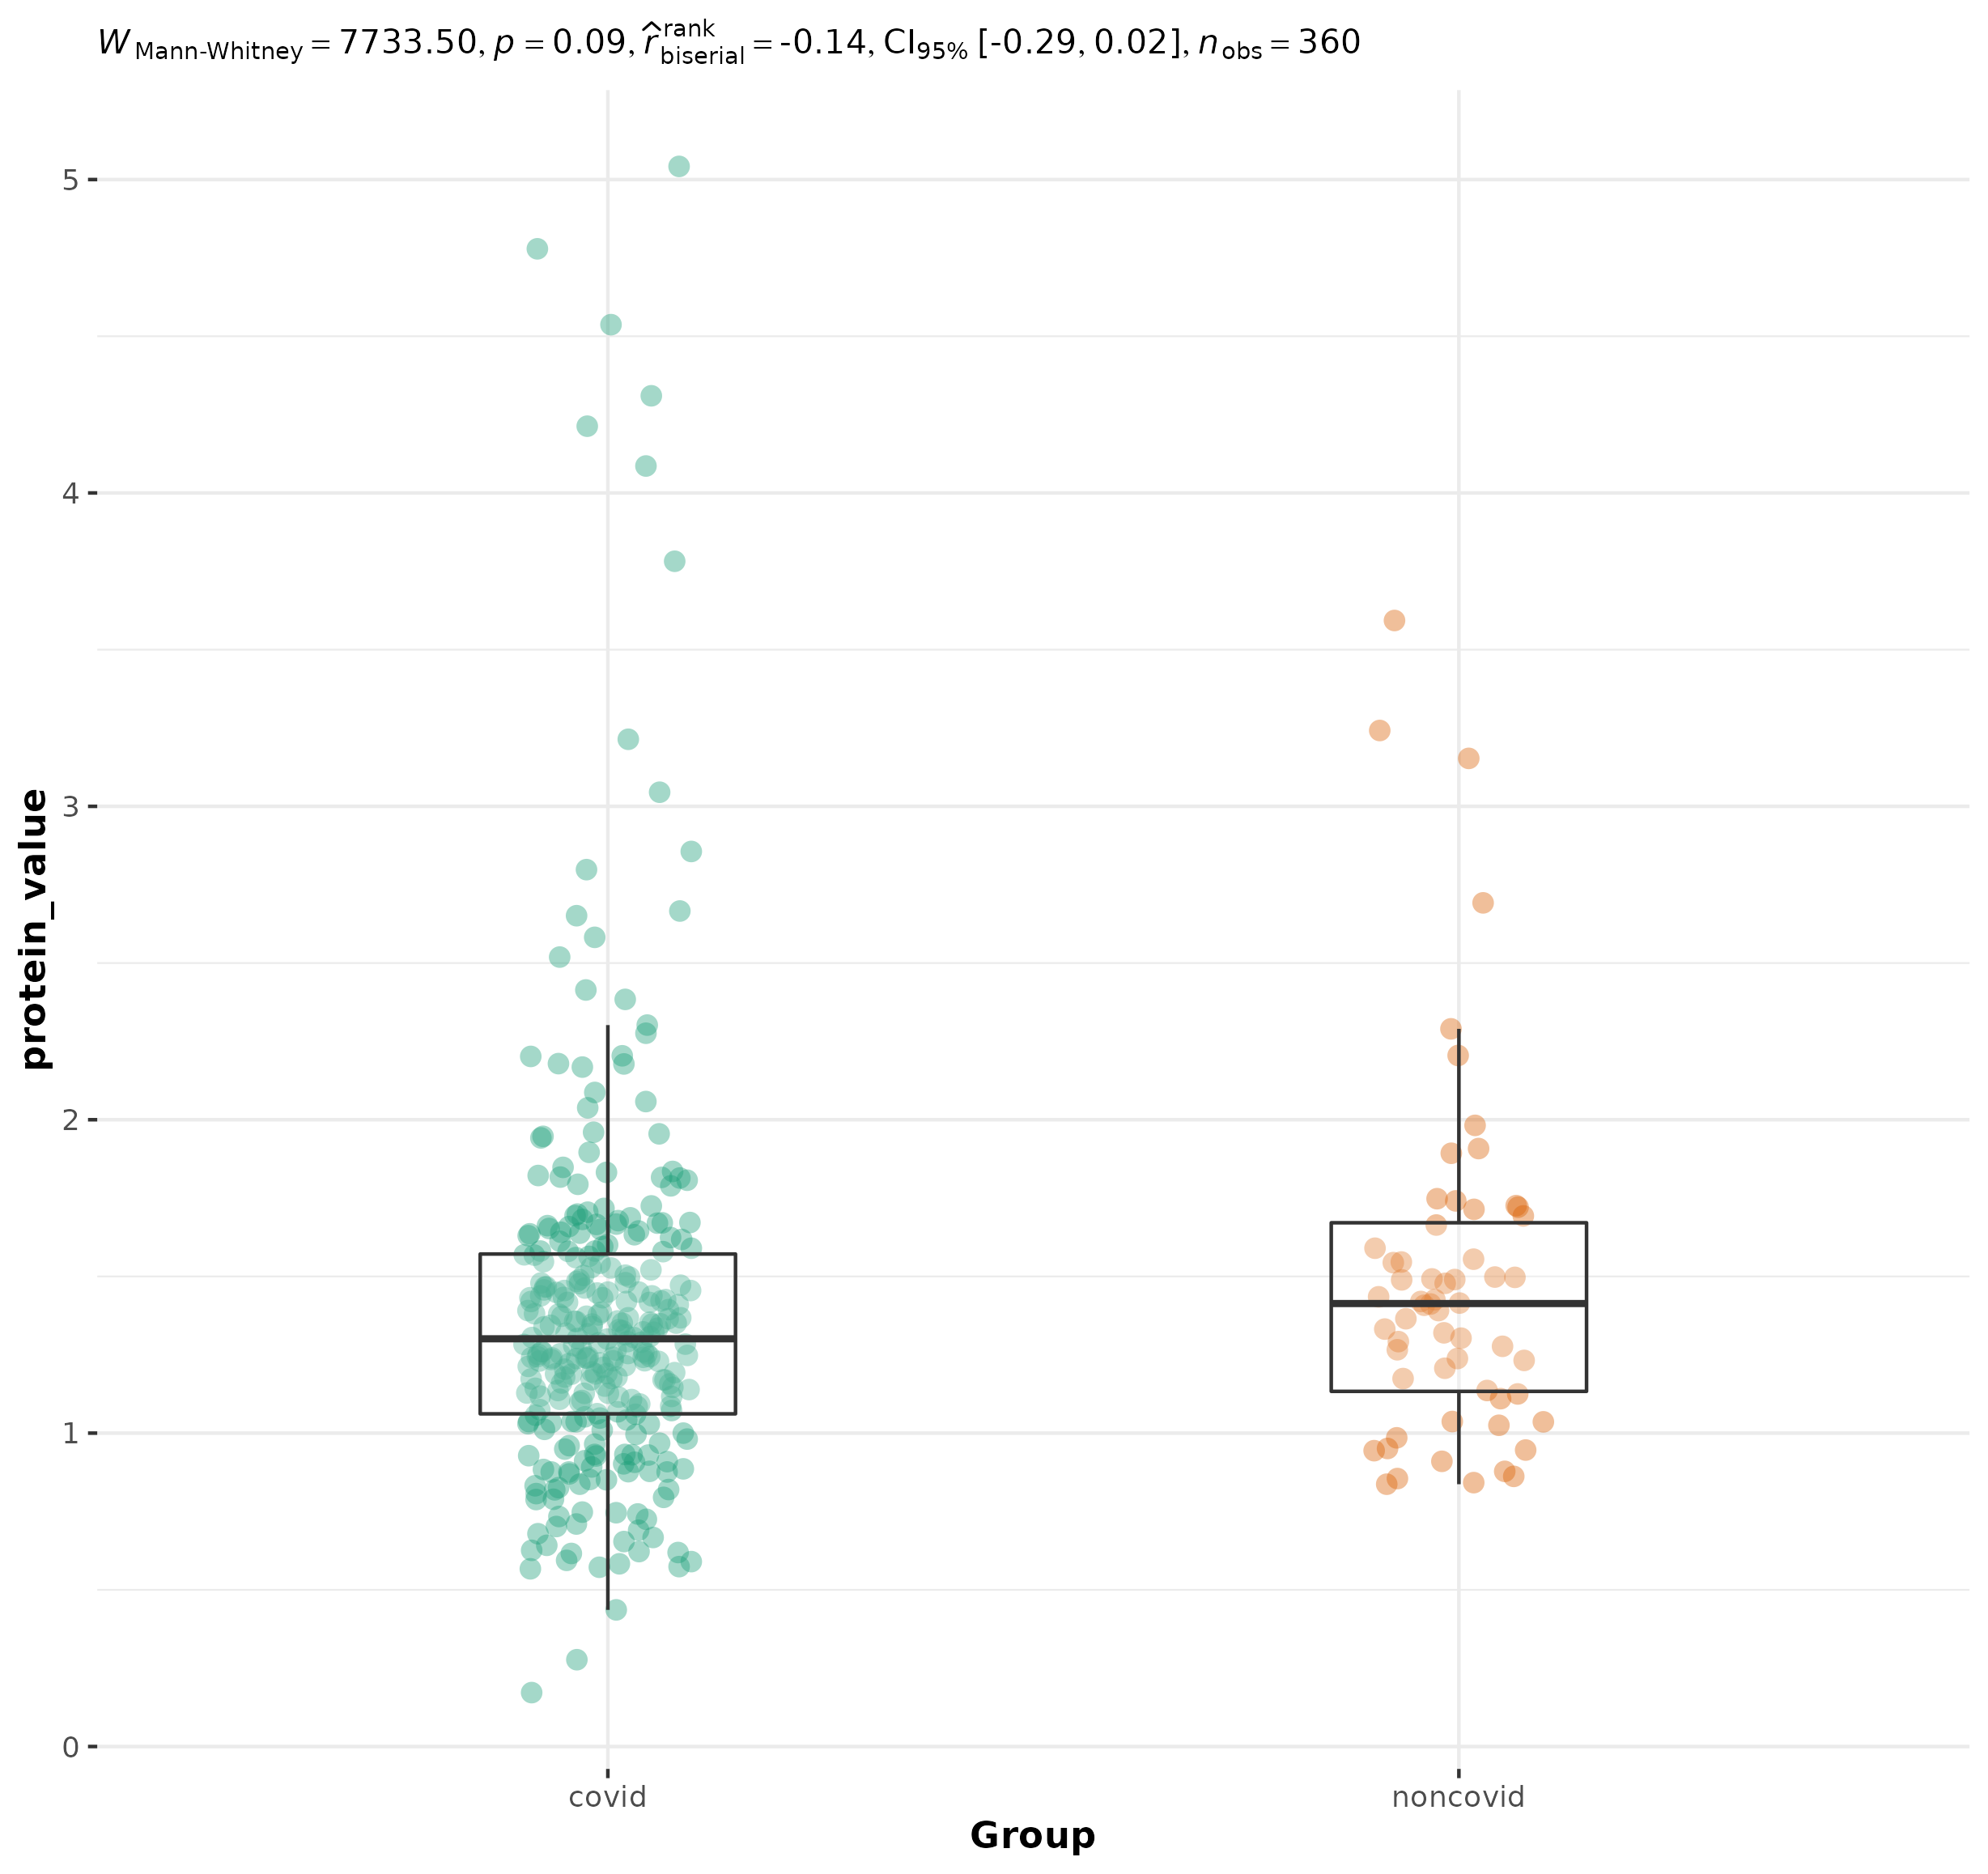 W Mann-Whitney = 7733.50, p = 0.09, r̂ rank biserial = -0.14, CI95% [-0.29, 0.02], n obs = 360
5
4
3
2
1
0
protein_value
covid noncovid
Group